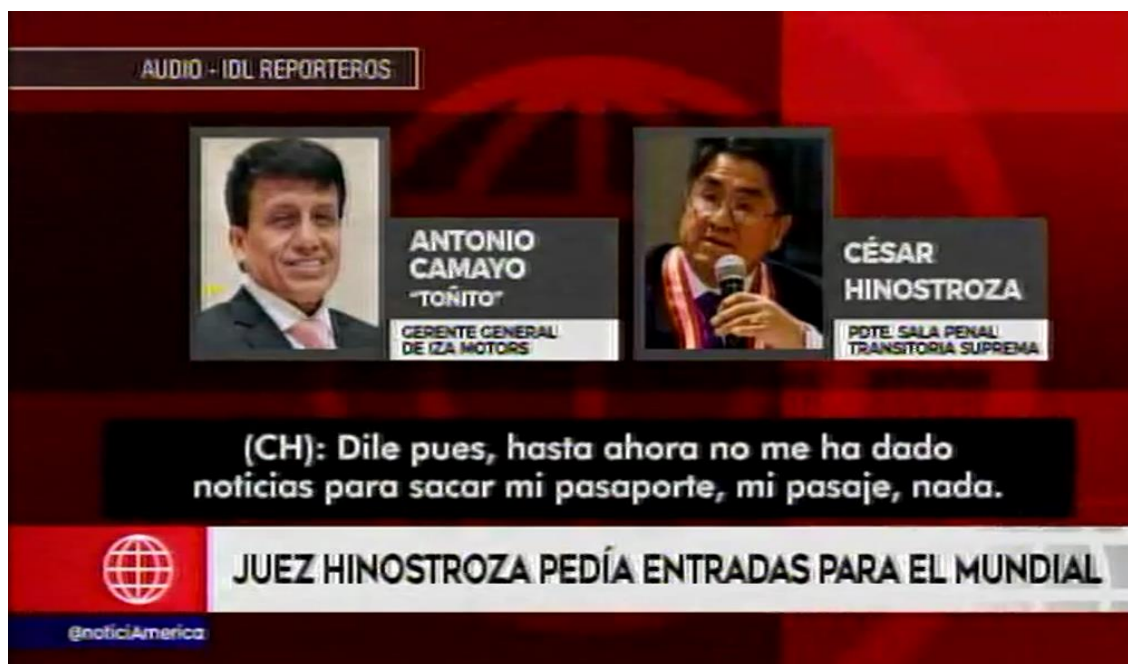 AUDIO - IDL REPORTEROS
ANTONIO
CAMAYO
"TOÑITO"
GERENTE GENERAL
DE IZA MOTORS
CÉSAR
HINOSTROZA
PDTE. SALA PENAL
TRANSITORIA SUPREMA
(CH): Dile pues, hasta ahora no me ha dado
noticias para sacar mi pasaporte, mi pasaje, nada.
JUEZ HINOSTROZA PEDÍA ENTRADAS PARA EL MUNDIAL
@noticiAmerica